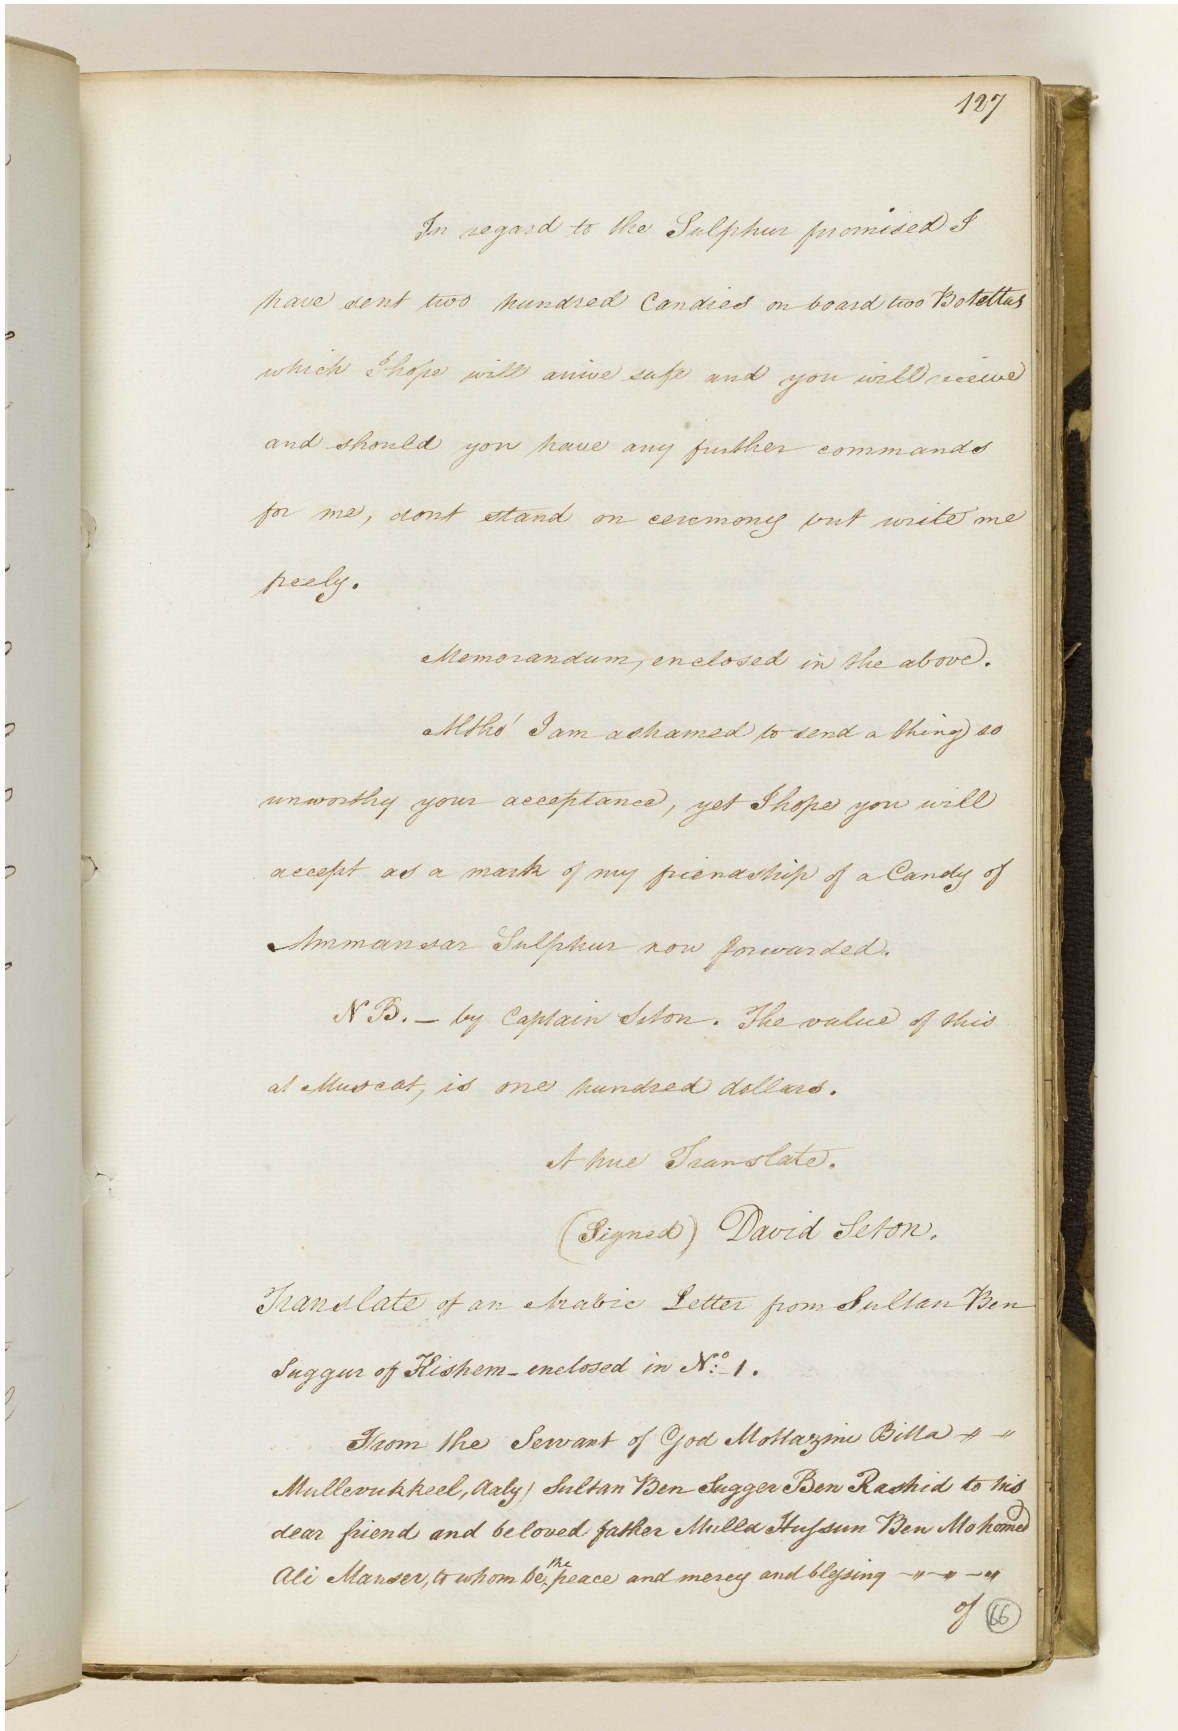 127
In regard to the Sulphur promised I
have sent two hundred Candies on board two Botellas
which I hope will arrive safe and you will receive
and should you have any further commands
for me, dont stand on ceremony but write me
freely.
Memorandum, enclosed in the above.
Altho' I am ashamed to send a thing so
unworthy your acceptance, yet I hope you will
accept as a mark of my friendship of a Candy of
Ammansar Sulphur now forwarded.
N B. – by Captain Seton. The value of this
at Muscat, is one hundred dollars.
A true Translate.
(Signed) David Seton.
Translate of an Arabic Letter from Sultan Ben
Suggur of Kishem – enclosed in No. 1.
From the Servant of God Mottazini Billa " – "
Mullevukkeel, Aaly) Sultan Ben Sugger Ben Rashid to his
dear friend and beloved father Mulla Hussun Ben Mohomed
Ali Manser, to whom be the peace and mercy and blessing – " – " – "
of 66